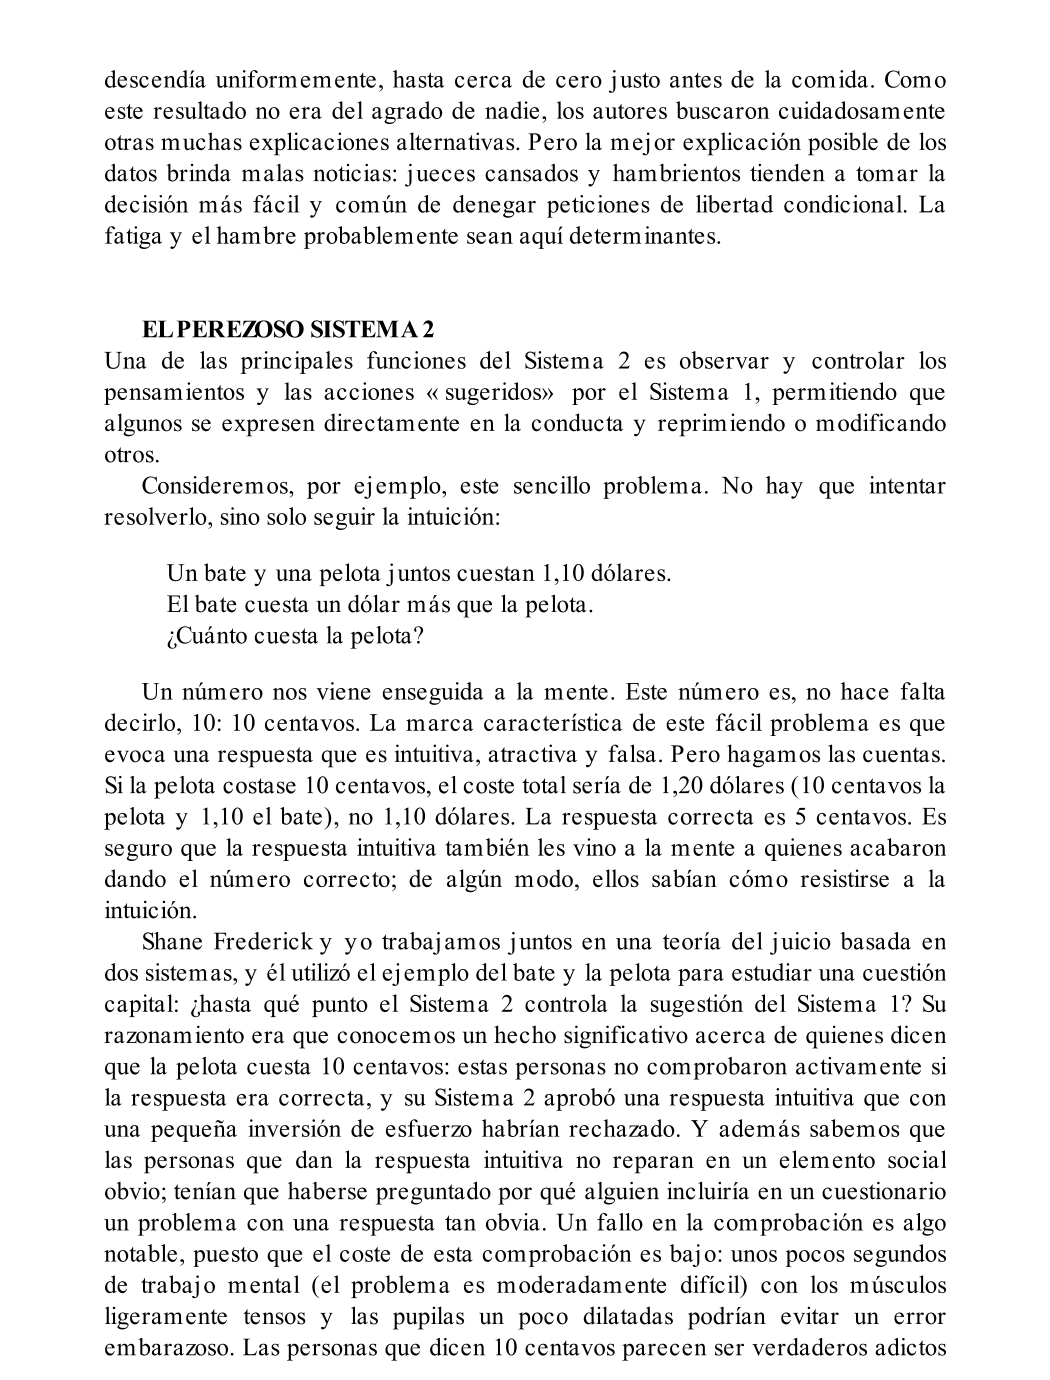 descendía uniformemente, hasta cerca de cero justo antes de la comida. Como
este resultado no era del agrado de nadie, los autores buscaron cuidadosamente
otras muchas explicaciones alternativas. Pero la mejor explicación posible de los
datos brinda malas noticias: jueces cansados y hambrientos tienden a tomar la
decisión más fácil y común de denegar peticiones de libertad condicional. La
fatiga y el hambre probablemente sean aquí determinantes.
EL PEREZOSO SISTEMA 2
Una de las principales funciones del Sistema 2 es observar y controlar los
pensamientos y las acciones «sugeridos» por el Sistema 1, permitiendo que
algunos se expresen directamente en la conducta y reprimiendo o modificando
otros.
Consideremos, por ejemplo, este sencillo problema. No hay que intentar
resolverlo, sino solo seguir la intuición:
Un bate y una pelota juntos cuestan 1,10 dólares.
El bate cuesta un dólar más que la pelota.
¿Cuánto cuesta la pelota?
Un número nos viene enseguida a la mente. Este número es, no hace falta
decirlo, 10: 10 centavos. La marca característica de este fácil problema es que
evoca una respuesta que es intuitiva, atractiva y falsa. Pero hagamos las cuentas.
Si la pelota costase 10 centavos, el coste total sería de 1,20 dólares (10 centavos la
pelota y 1,10 el bate), no 1,10 dólares. La respuesta correcta es 5 centavos. Es
seguro que la respuesta intuitiva también les vino a la mente a quienes acabaron
dando el número correcto; de algún modo, ellos sabían cómo resistirse a la
intuición.
Shane Frederick y yo trabajamos juntos en una teoría del juicio basada en
dos sistemas, y él utilizó el ejemplo del bate y la pelota para estudiar una cuestión
capital: ¿hasta qué punto el Sistema 2 controla la sugestión del Sistema 1? Su
razonamiento era que conocemos un hecho significativo acerca de quienes dicen
que la pelota cuesta 10 centavos: estas personas no comprobaron activamente si
la respuesta era correcta, y su Sistema 2 aprobó una respuesta intuitiva que con
una pequeña inversión de esfuerzo habrían rechazado. Y además sabemos que
las personas que dan la respuesta intuitiva no reparan en un elemento social
obvio; tenían que haberse preguntado por qué alguien incluiría en un cuestionario
un problema con una respuesta tan obvia. Un fallo en la comprobación es algo
notable, puesto que el coste de esta comprobación es bajo: unos pocos segundos
de trabajo mental (el problema es moderadamente difícil) con los músculos
ligeramente tensos y las pupilas un poco dilatadas podrían evitar un error
embarazoso. Las personas que dicen 10 centavos parecen ser verdaderos adictos